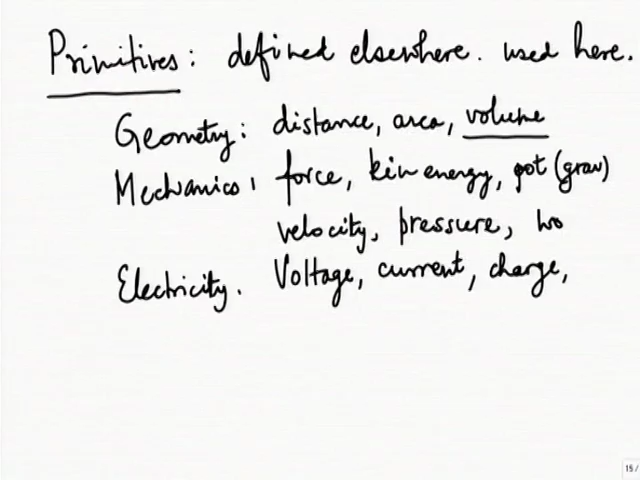 Primitives: defined elsewhere. used here.
Geometry: distance, area, volume
Mechanics: force, kin energy, pot (grav)
velocity, pressure, wo
Electricity. Voltage, current, charge,
15/